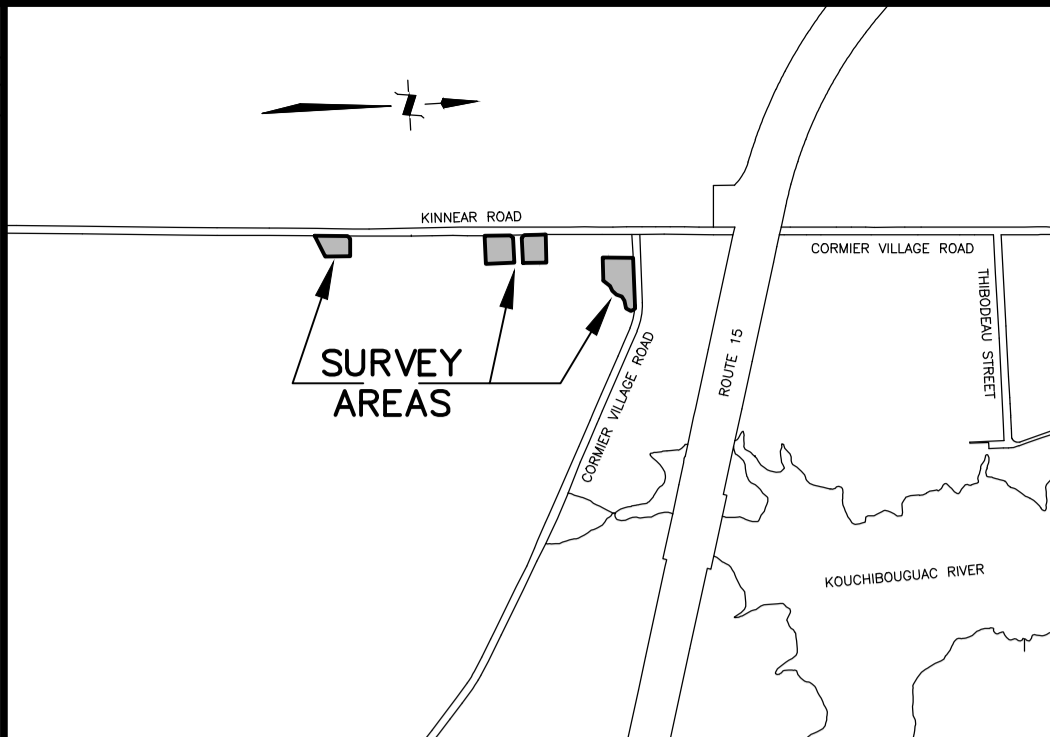 N
KINNEAR ROAD
CORMIER VILLAGE ROAD
THIBODEAU STREET
SURVEY
AREAS
CORMIER VILLAGE ROAD
ROUTE 15
KOUCHIBOUGUAC RIVER